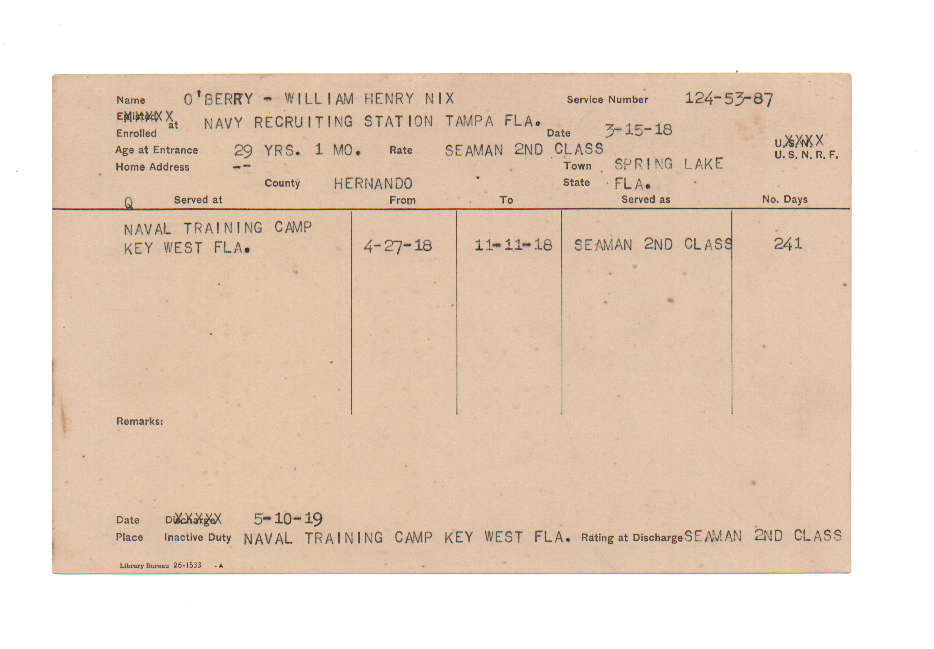 Name O'BERRY - WILLIAM HENRY NIX Service Number 124-53-87
Enlisted XXXXX
Enrolled at NAVY RECRUITING STATION TAMPA FLA. Date 3-15-18
Age at Entrance 29 YRS. 1 MO. Rate SEAMAN 2ND CLASS U.S.N. XXXX
U. S. N. R. F.
Home Address -- Town SPRING LAKE
County HERNANDO State FLA.
Q Served at From To Served as No. Days
NAVAL TRAINING CAMP
KEY WEST FLA. 4-27-18 11-11-18 SEAMAN 2ND CLASS 241
Remarks:
Date Discharge XXXXX 5-10-19
Place Inactive Duty NAVAL TRAINING CAMP KEY WEST FLA. Rating at Discharge SEAMAN 2ND CLASS
Library Bureau 26-1533 -A